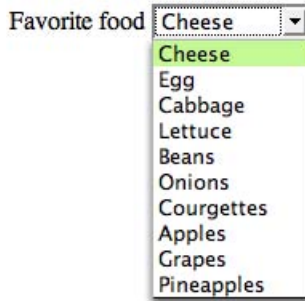 Favorite food Cheese
Cheese
Egg
Cabbage
Lettuce
Beans
Onions
Courgettes
Apples
Grapes
Pineapples